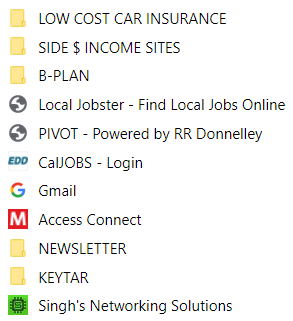 LOW COST CAR INSURANCE
SIDE $ INCOME SITES
B-PLAN
Local Jobster - Find Local Jobs Online
PIVOT - Powered by RR Donnelley
EDD CalJOBS - Login
Gmail
M Access Connect
NEWSLETTER
KEYTAR
Singh's Networking Solutions